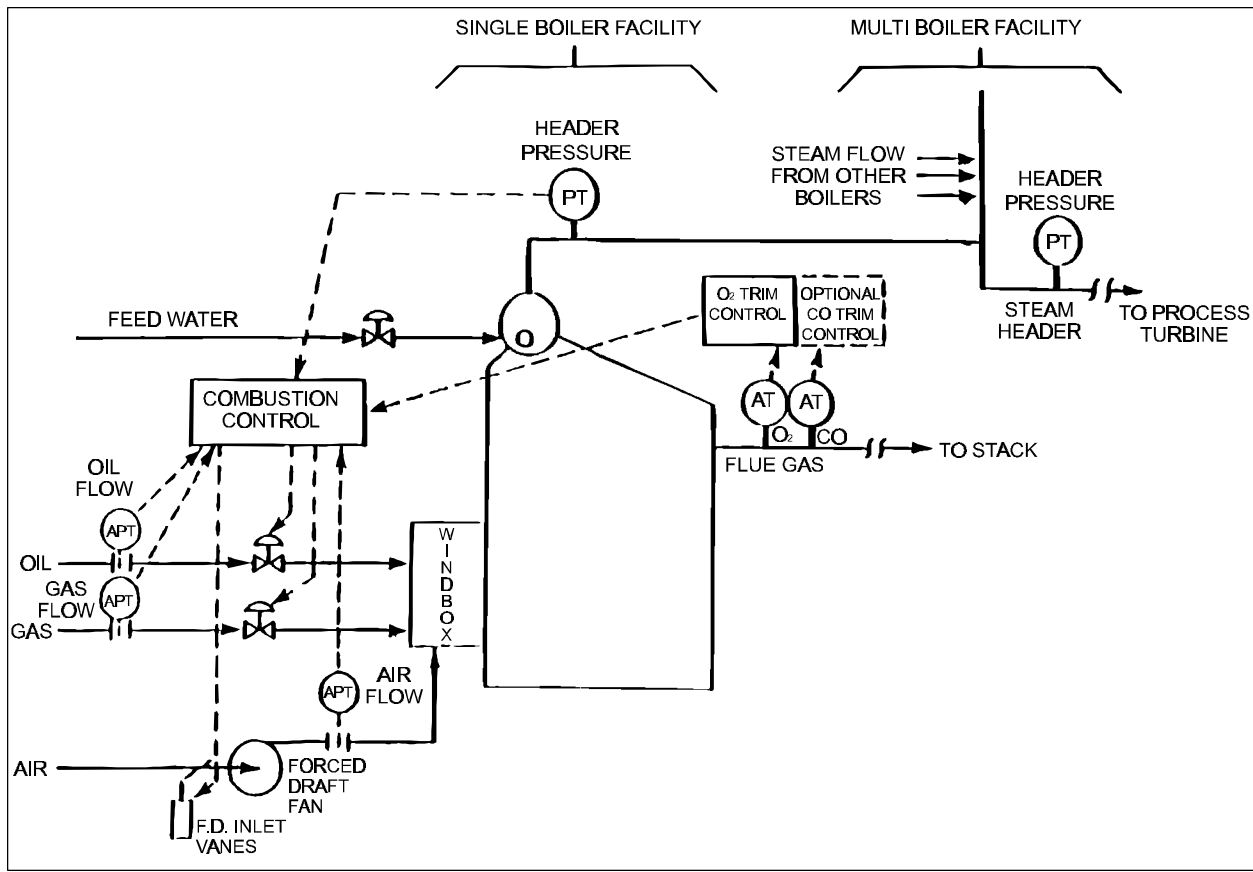 SINGLE BOILER FACILITY
MULTI BOILER FACILITY
HEADER
PRESSURE
PT
STEAM FLOW
FROM OTHER
BOILERS
HEADER
PRESSURE
PT
STEAM
HEADER
TO PROCESS
TURBINE
O₂ TRIM
CONTROL
OPTIONAL
CO TRIM
CONTROL
FEED WATER
O
COMBUSTION
CONTROL
AT
AT
O₂
CO
FLUE GAS
TO STACK
OIL
FLOW
APT
OIL
GAS
FLOW
APT
GAS
WINDBOX
APT
AIR
FLOW
AIR
FORCED
DRAFT
FAN
F.D. INLET
VANES